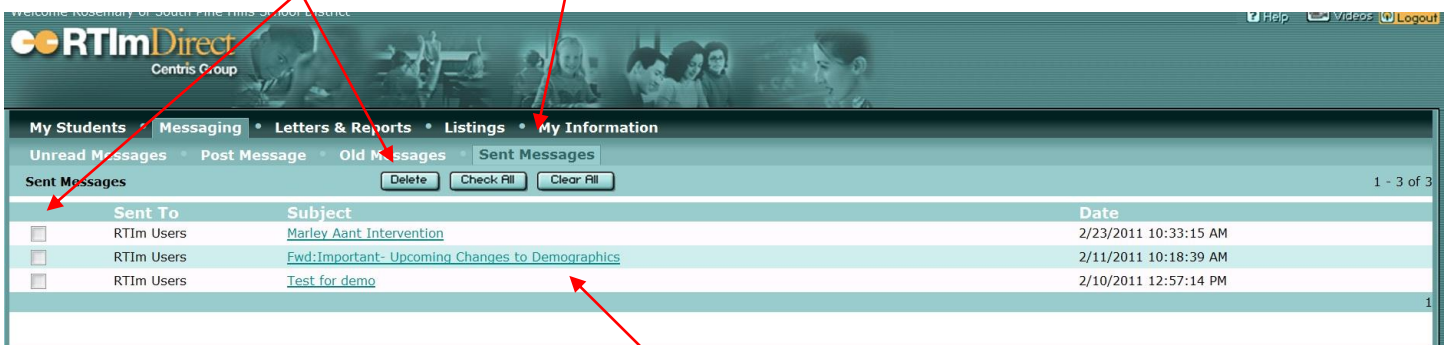 Welcome Rosemary of South Pine Hills School District
? Help Videos Logout
RTImDirect
Centris Group
My Students • Messaging • Letters & Reports • Listings • My Information
Unread Messages • Post Message • Old Messages • Sent Messages
Sent Messages Delete Check All Clear All 1 - 3 of 3
Sent To Subject Date
RTIm Users Marley Aant Intervention 2/23/2011 10:33:15 AM
RTIm Users Fwd:Important- Upcoming Changes to Demographics 2/11/2011 10:18:39 AM
RTIm Users Test for demo 2/10/2011 12:57:14 PM
1